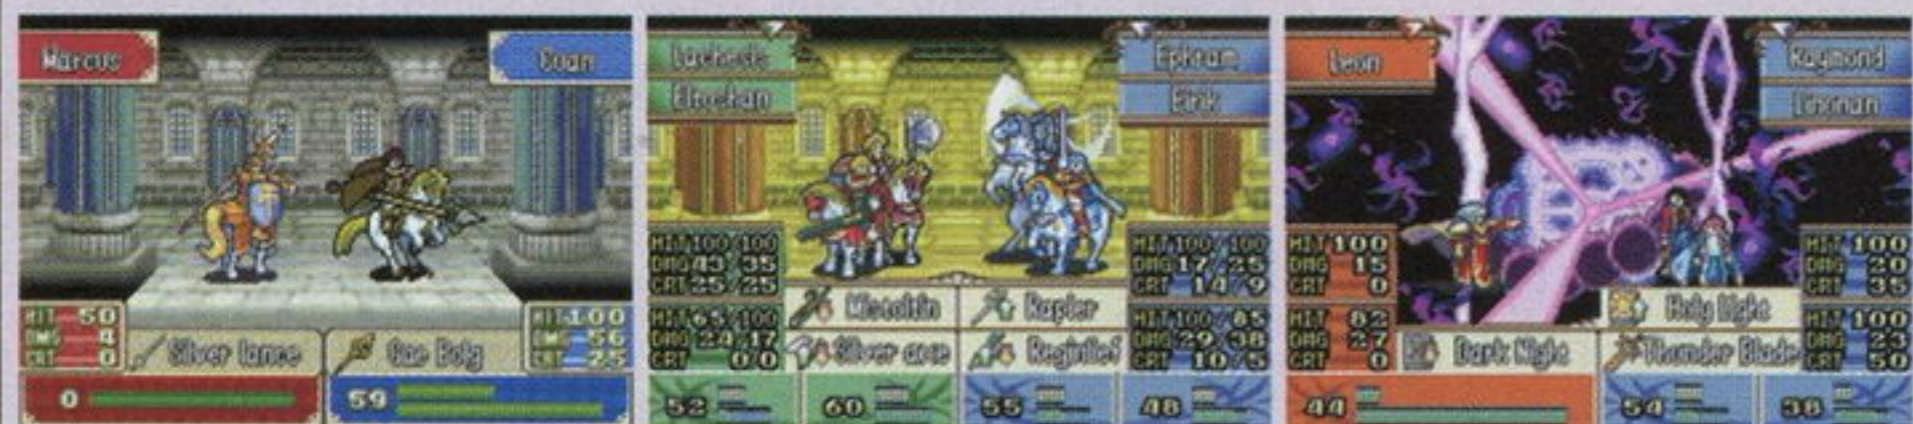 Marcus
Cuan
HIT 50
DMG 4
CRT 0
Silver lance
Gae Bolg
HIT 100
DMG 56
CRT 25
0
59
Lachesis
Eltoshan
Ephraim
Eirik
HIT 100/100
DMG 43/35
CRT 25/25
HIT 65/100
DMG 24/17
CRT 0/0
Mistoltin
Rapier
Silver axe
Reginlief
HIT 100/100
DMG 17/25
CRT 14/9
HIT 100/85
DMG 29/38
CRT 10/5
52
60
55
48
Leon
Raymond
HIT 100
DMG 15
CRT 0
HIT 82
DMG 27
CRT 0
Holy Light
Dark Night
Thunder Blade
HIT 100
DMG 20
CRT 35
HIT 100
DMG 23
CRT 50
44
54
38